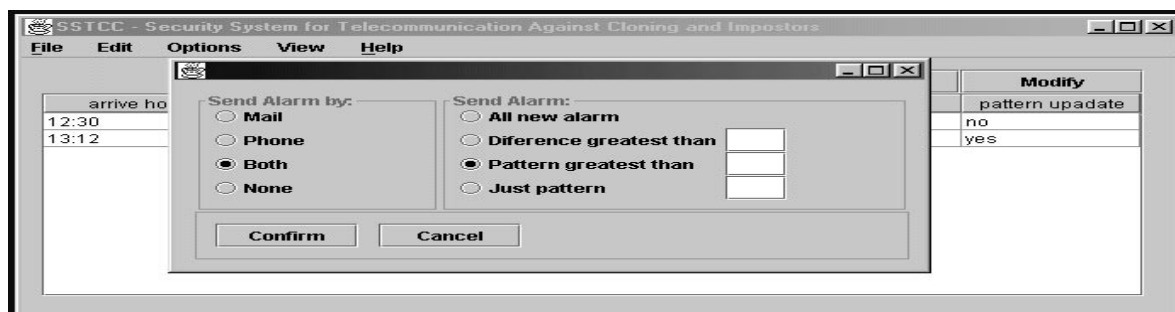 SSTCC - Security System for Telecommunication Against Cloning and Impostors
File Edit Options View Help
Modify
arrive ho
pattern upadate
12:30
no
13:12
yes
Send Alarm by:
Mail
Phone
Both
None
Send Alarm:
All new alarm
Diference greatest than
Pattern greatest than
Just pattern
Confirm Cancel